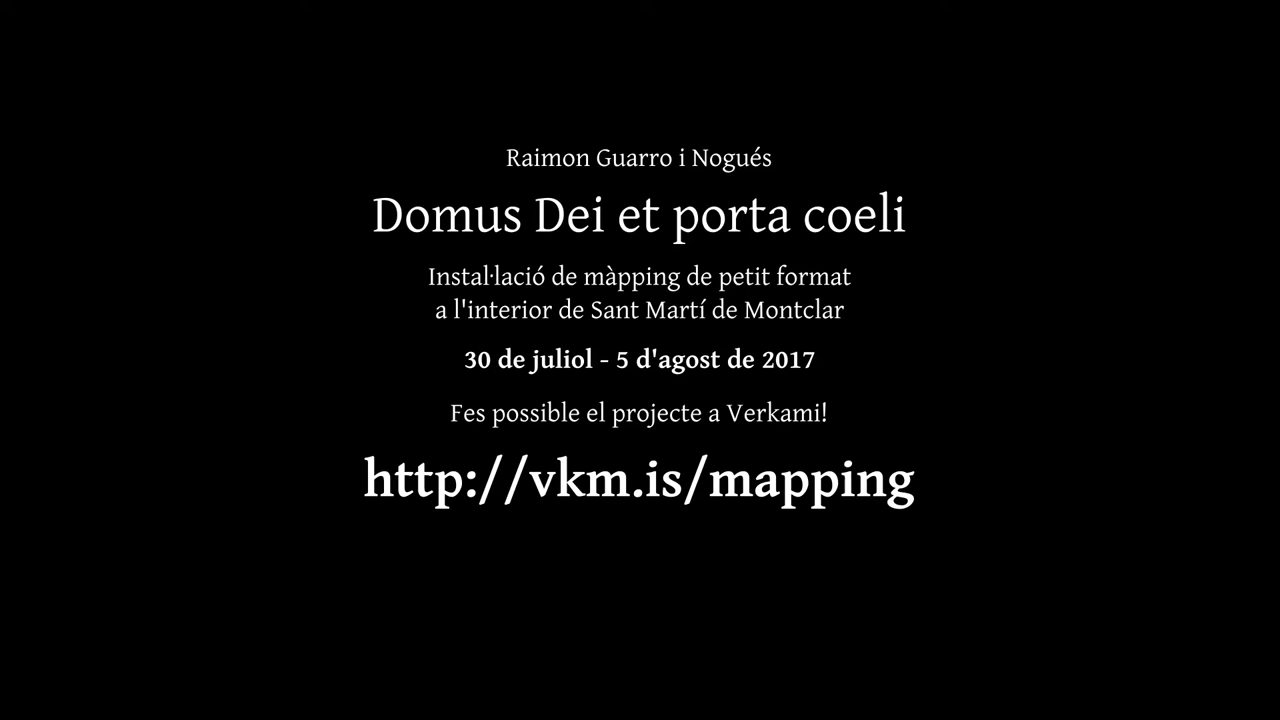 Raimon Guarro i Nogués
Domus Dei et porta coeli
Instal·lació de màpping de petit format
a l'interior de Sant Martí de Montclar
30 de juliol - 5 d'agost de 2017
Fes possible el projecte a Verkami!
http://vkm.is/mapping